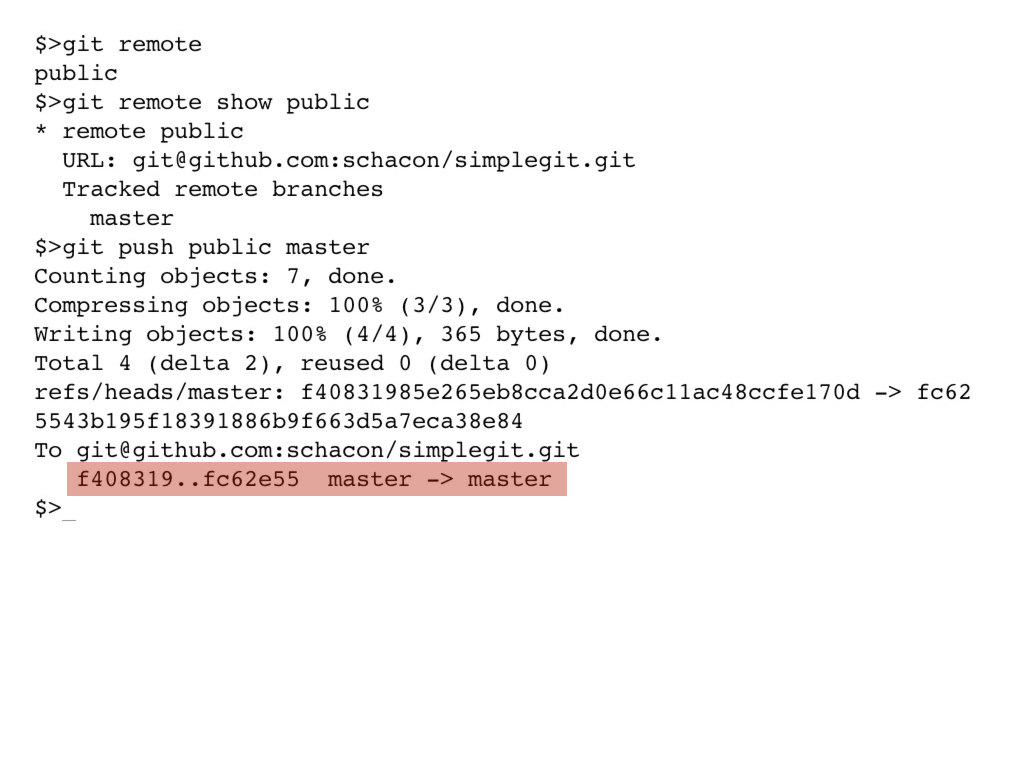 $>git remote
public
$>git remote show public
* remote public
URL: git@github.com:schacon/simplegit.git
Tracked remote branches
master
$>git push public master
Counting objects: 7, done.
Compressing objects: 100% (3/3), done.
Writing objects: 100% (4/4), 365 bytes, done.
Total 4 (delta 2), reused 0 (delta 0)
refs/heads/master: f40831985e265eb8cca2d0e66c11ac48ccfe170d -> fc62
5543b195f18391886b9f663d5a7eca38e84
To git@github.com:schacon/simplegit.git
f408319..fc62e55  master -> master
$>_